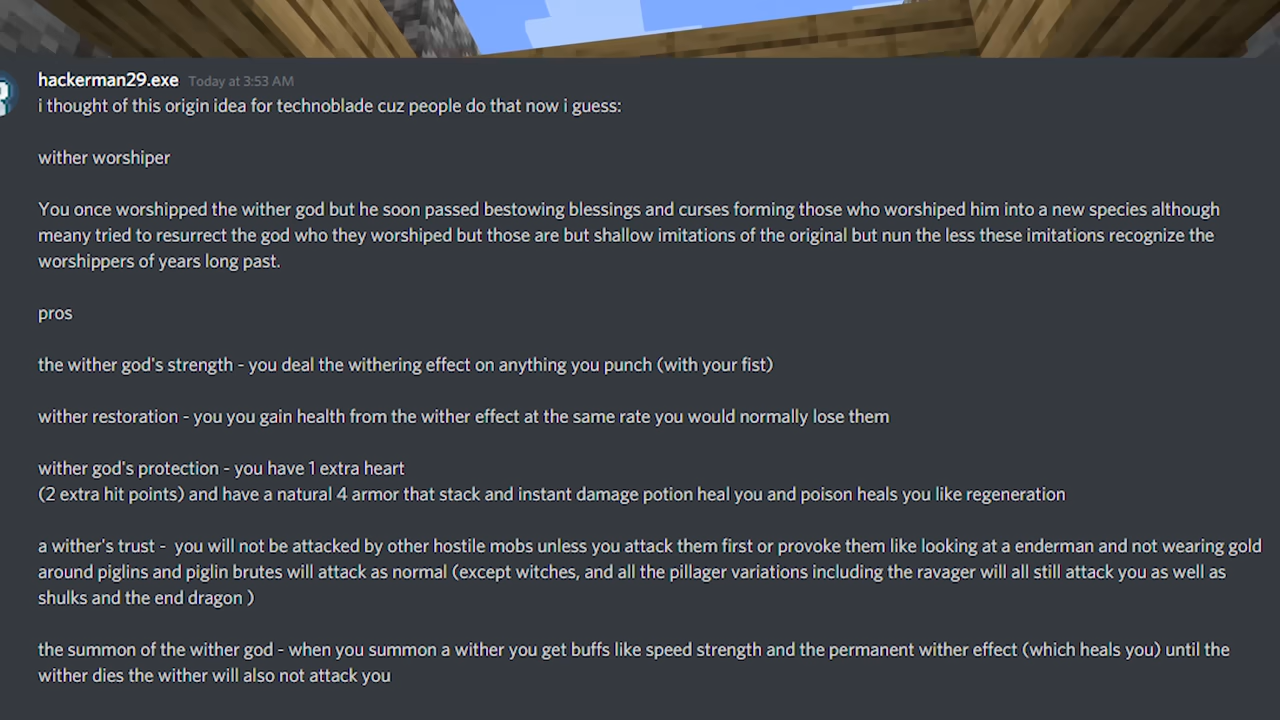 hackerman29.exe Today at 3:53 AM
i thought of this origin idea for technoblade cuz people do that now i guess:
wither worshiper
You once worshipped the wither god but he soon passed bestowing blessings and curses forming those who worshiped him into a new species although
meany tried to resurrect the god who they worshiped but those are but shallow imitations of the original but nun the less these imitations recognize the
worshippers of years long past.
pros
the wither god's strength - you deal the withering effect on anything you punch (with your fist)
wither restoration - you you gain health from the wither effect at the same rate you would normally lose them
wither god's protection - you have 1 extra heart
(2 extra hit points) and have a natural 4 armor that stack and instant damage potion heal you and poison heals you like regeneration
a wither's trust -  you will not be attacked by other hostile mobs unless you attack them first or provoke them like looking at a enderman and not wearing gold
around piglins and piglin brutes will attack as normal (except witches, and all the pillager variations including the ravager will all still attack you as well as
shulks and the end dragon )
the summon of the wither god - when you summon a wither you get buffs like speed strength and the permanent wither effect (which heals you) until the
wither dies the wither will also not attack you